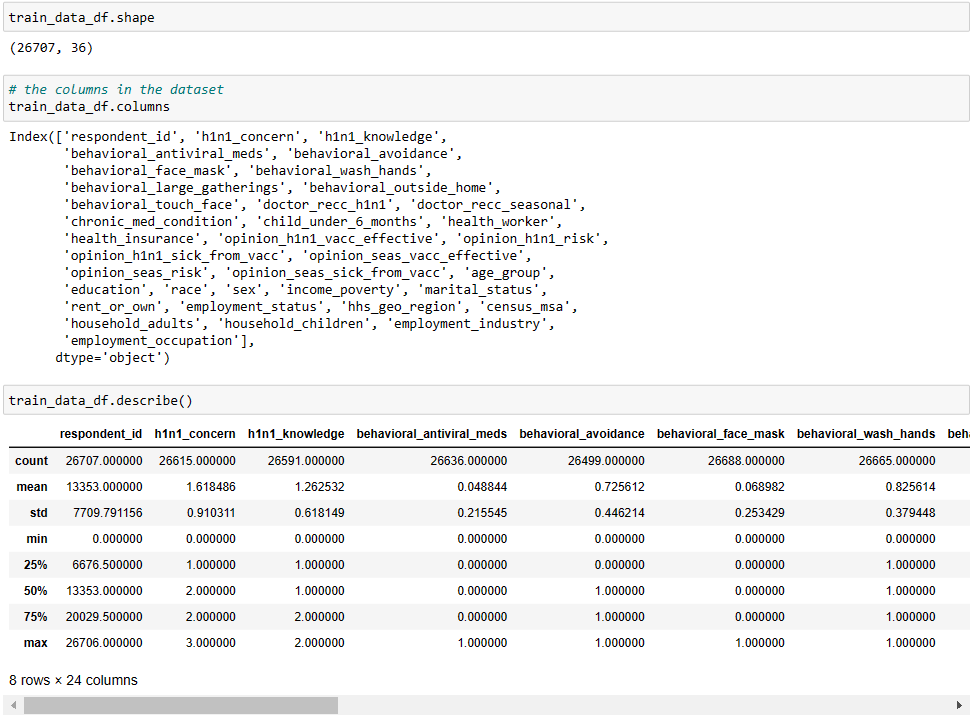 train_data_df.shape
(26707, 36)
# the columns in the dataset
train_data_df.columns
Index(['respondent_id', 'h1n1_concern', 'h1n1_knowledge',
'behavioral_antiviral_meds', 'behavioral_avoidance',
'behavioral_face_mask', 'behavioral_wash_hands',
'behavioral_large_gatherings', 'behavioral_outside_home',
'behavioral_touch_face', 'doctor_recc_h1n1', 'doctor_recc_seasonal',
'chronic_med_condition', 'child_under_6_months', 'health_worker',
'health_insurance', 'opinion_h1n1_vacc_effective', 'opinion_h1n1_risk',
'opinion_h1n1_sick_from_vacc', 'opinion_seas_vacc_effective',
'opinion_seas_risk', 'opinion_seas_sick_from_vacc', 'age_group',
'education', 'race', 'sex', 'income_poverty', 'marital_status',
'rent_or_own', 'employment_status', 'hhs_geo_region', 'census_msa',
'household_adults', 'household_children', 'employment_industry',
'employment_occupation'],
dtype='object')
train_data_df.describe()
respondent_id h1n1_concern h1n1_knowledge behavioral_antiviral_meds behavioral_avoidance behavioral_face_mask behavioral_wash_hands beh
count 26707.000000 26615.000000 26591.000000 26636.000000 26499.000000 26688.000000 26665.000000
mean 13353.000000 1.618486 1.262532 0.048844 0.725612 0.068982 0.825614
std 7709.791156 0.910311 0.618149 0.215545 0.446214 0.253429 0.379448
min 0.000000 0.000000 0.000000 0.000000 0.000000 0.000000 0.000000
25% 6676.500000 1.000000 1.000000 0.000000 0.000000 0.000000 1.000000
50% 13353.000000 2.000000 1.000000 0.000000 1.000000 0.000000 1.000000
75% 20029.500000 2.000000 2.000000 0.000000 1.000000 0.000000 1.000000
max 26706.000000 3.000000 2.000000 1.000000 1.000000 1.000000 1.000000
8 rows × 24 columns